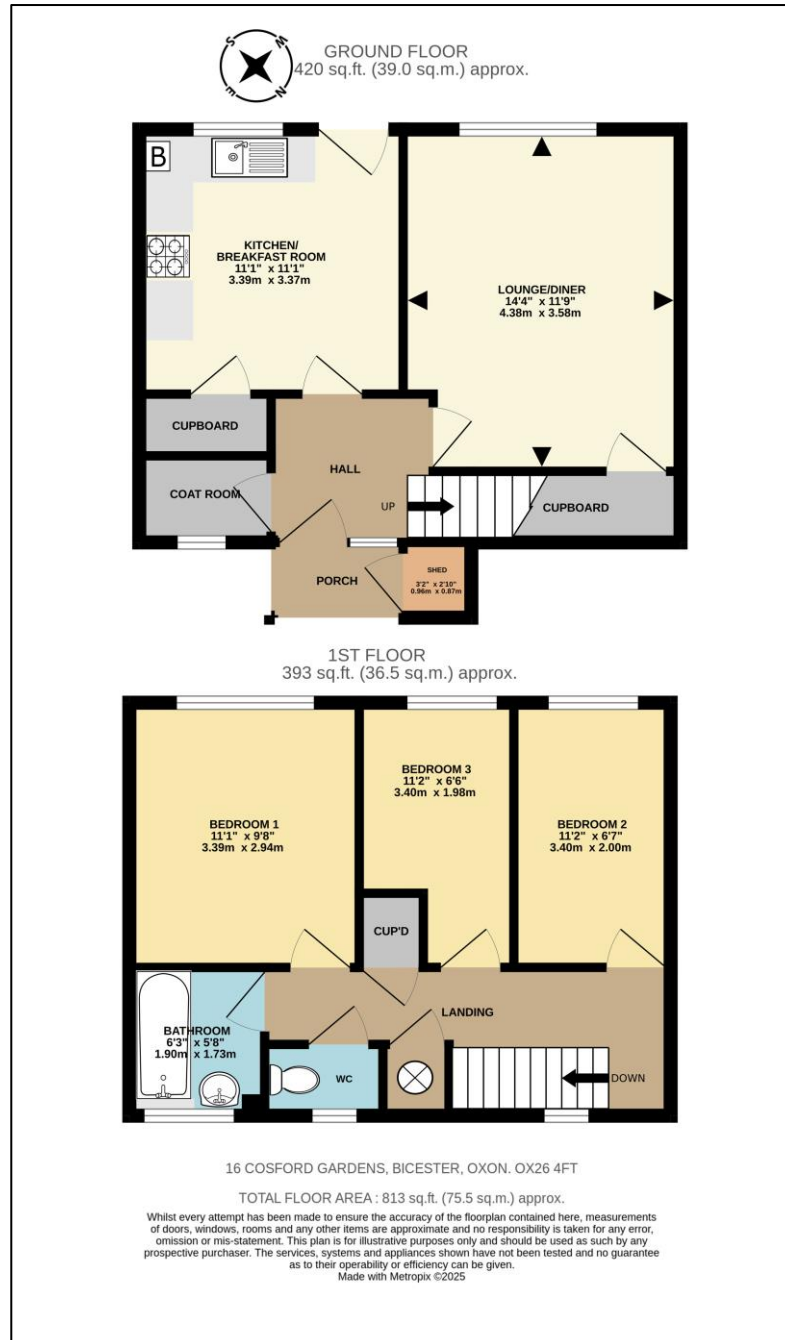 S W
E N
GROUND FLOOR
420 sq.ft. (39.0 sq.m.) approx.
B
KITCHEN/
BREAKFAST ROOM
11'1" x 11'1"
3.39m x 3.37m
LOUNGE/DINER
14'4" x 11'9"
4.38m x 3.58m
CUPBOARD
HALL
COAT ROOM
UP
CUPBOARD
PORCH
SHED
3'2" x 2'10"
0.96m x 0.87m
1ST FLOOR
393 sq.ft. (36.5 sq.m.) approx.
BEDROOM 1
11'1" x 9'8"
3.39m x 2.94m
BEDROOM 3
11'2" x 6'6"
3.40m x 1.98m
BEDROOM 2
11'2" x 6'7"
3.40m x 2.00m
CUP'D
LANDING
BATHROOM
6'3" x 5'8"
1.90m x 1.73m
WC
DOWN
16 COSFORD GARDENS, BICESTER, OXON. OX26 4FT
TOTAL FLOOR AREA : 813 sq.ft. (75.5 sq.m.) approx.
Whilst every attempt has been made to ensure the accuracy of the floorplan contained here, measurements
of doors, windows, rooms and any other items are approximate and no responsibility is taken for any error,
omission or mis-statement. This plan is for illustrative purposes only and should be used as such by any
prospective purchaser. The services, systems and appliances shown have not been tested and no guarantee
as to their operability or efficiency can be given.
Made with Metropix ©2025